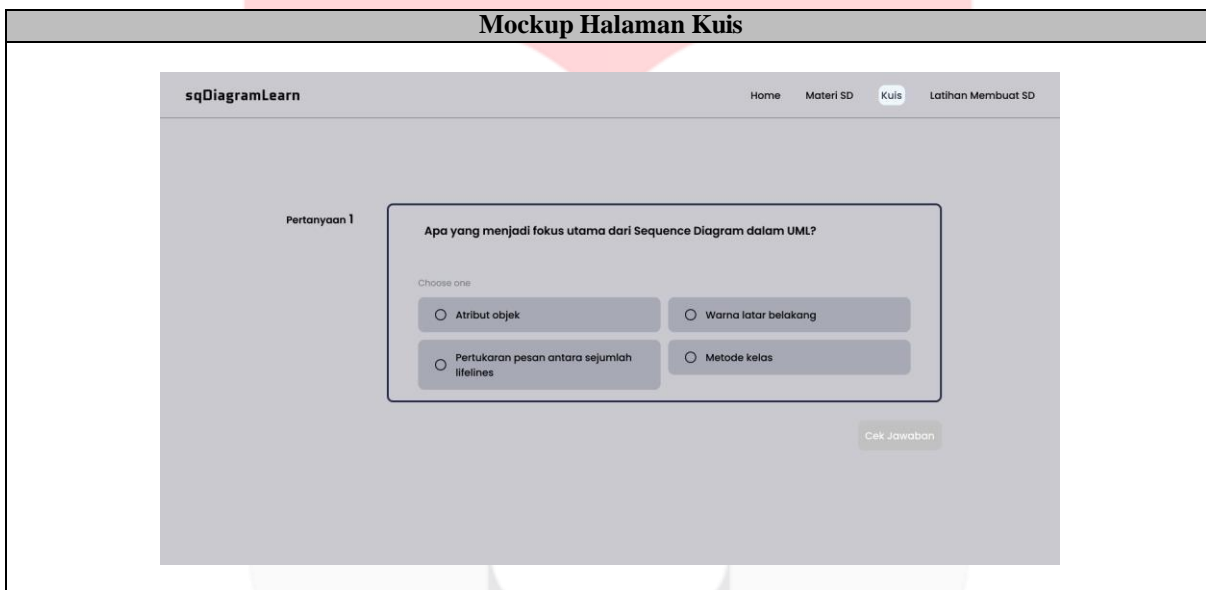 Mockup Halaman Kuis
sqDiagramLearn
Home Materi SD Kuis Latihan Membuat SD
Pertanyaan 1
Apa yang menjadi fokus utama dari Sequence Diagram dalam UML?
Choose one
Atribut objek
Warna latar belakang
Pertukaran pesan antara sejumlah
lifelines
Metode kelas
Cek Jawaban